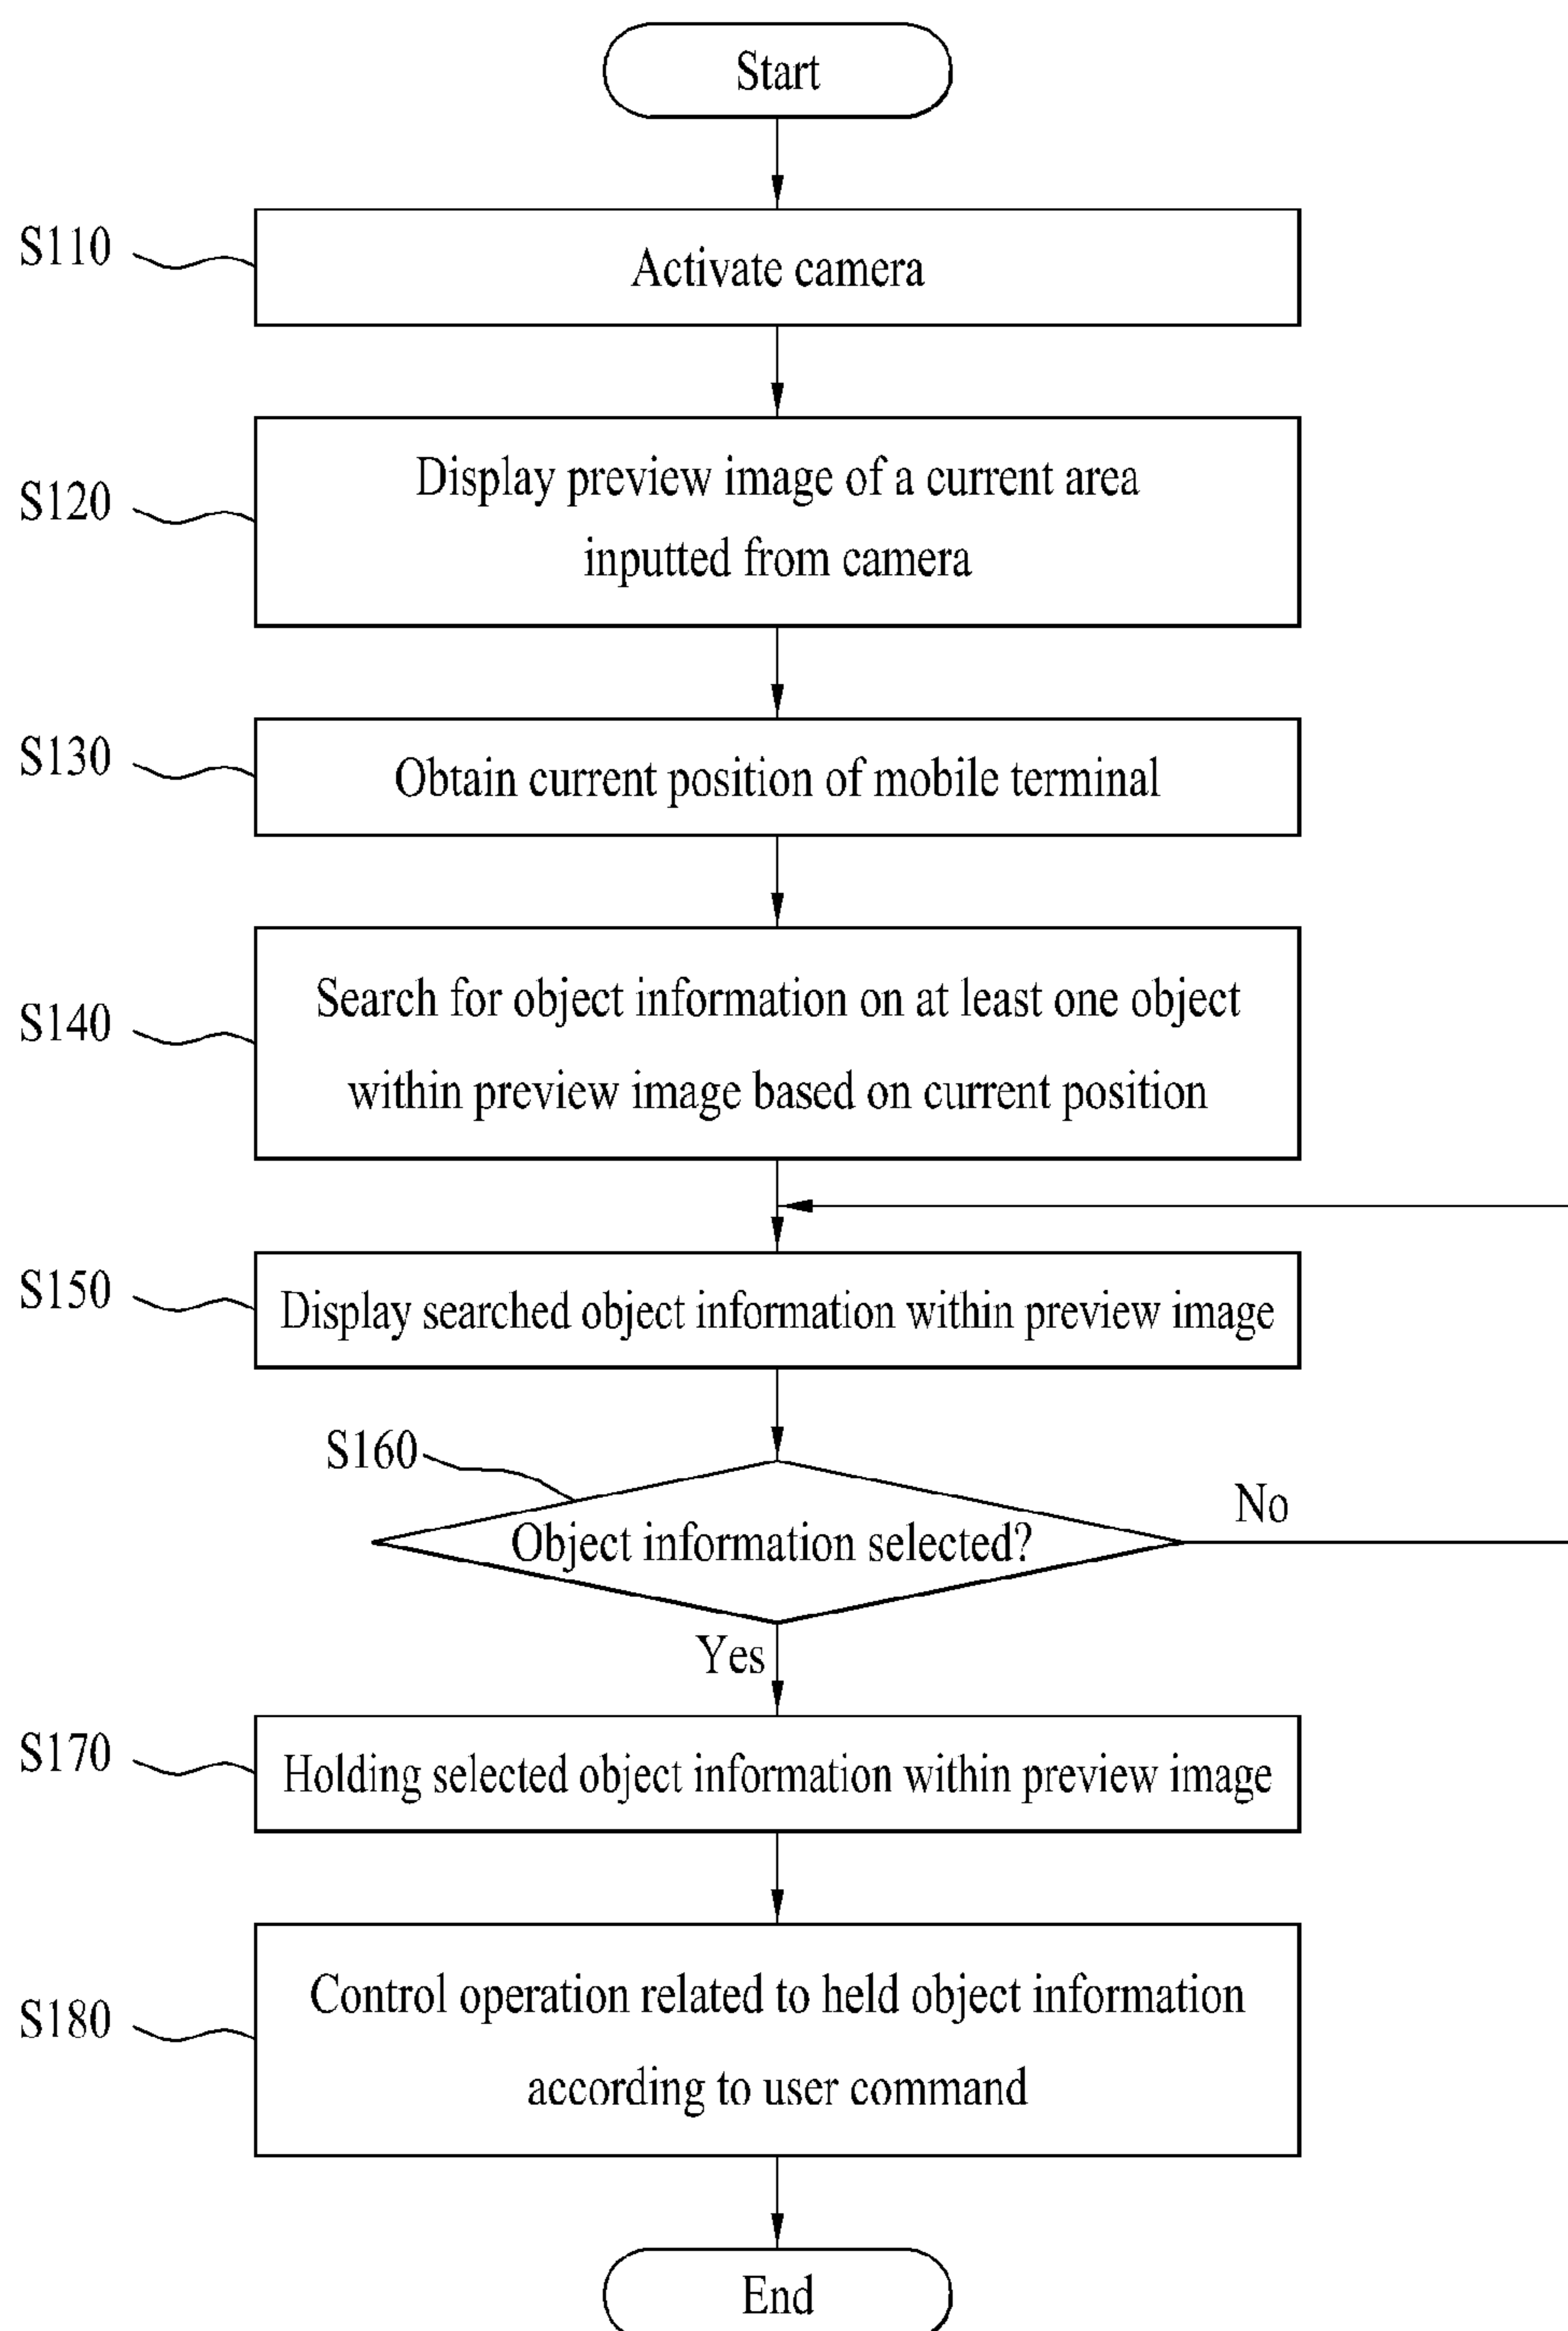 Start
S110
Activate camera
S120
Display preview image of a current area
inputted from camera
S130
Obtain current position of mobile terminal
S140
Search for object information on at least one object
within preview image based on current position
S150
Display searched object information within preview image
S160
Object information selected?
No
Yes
S170
Holding selected object information within preview image
S180
Control operation related to held object information
according to user command
End